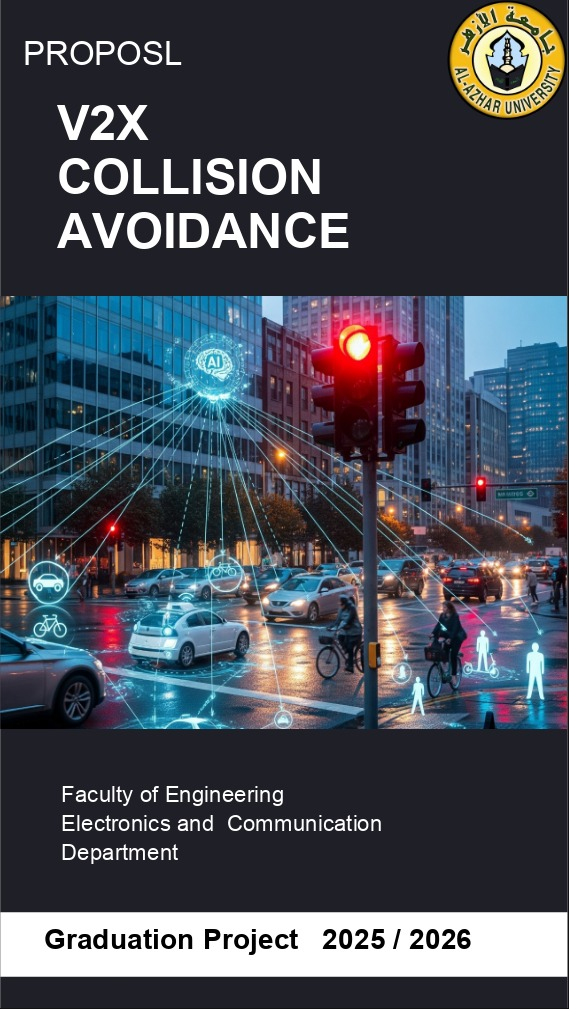 PROPOSL
جامعة الأزهر
AL-AZHAR UNIVERSITY
V2X
COLLISION
AVOIDANCE
AI
Faculty of Engineering
Electronics and  Communication
Department
Graduation Project   2025 / 2026